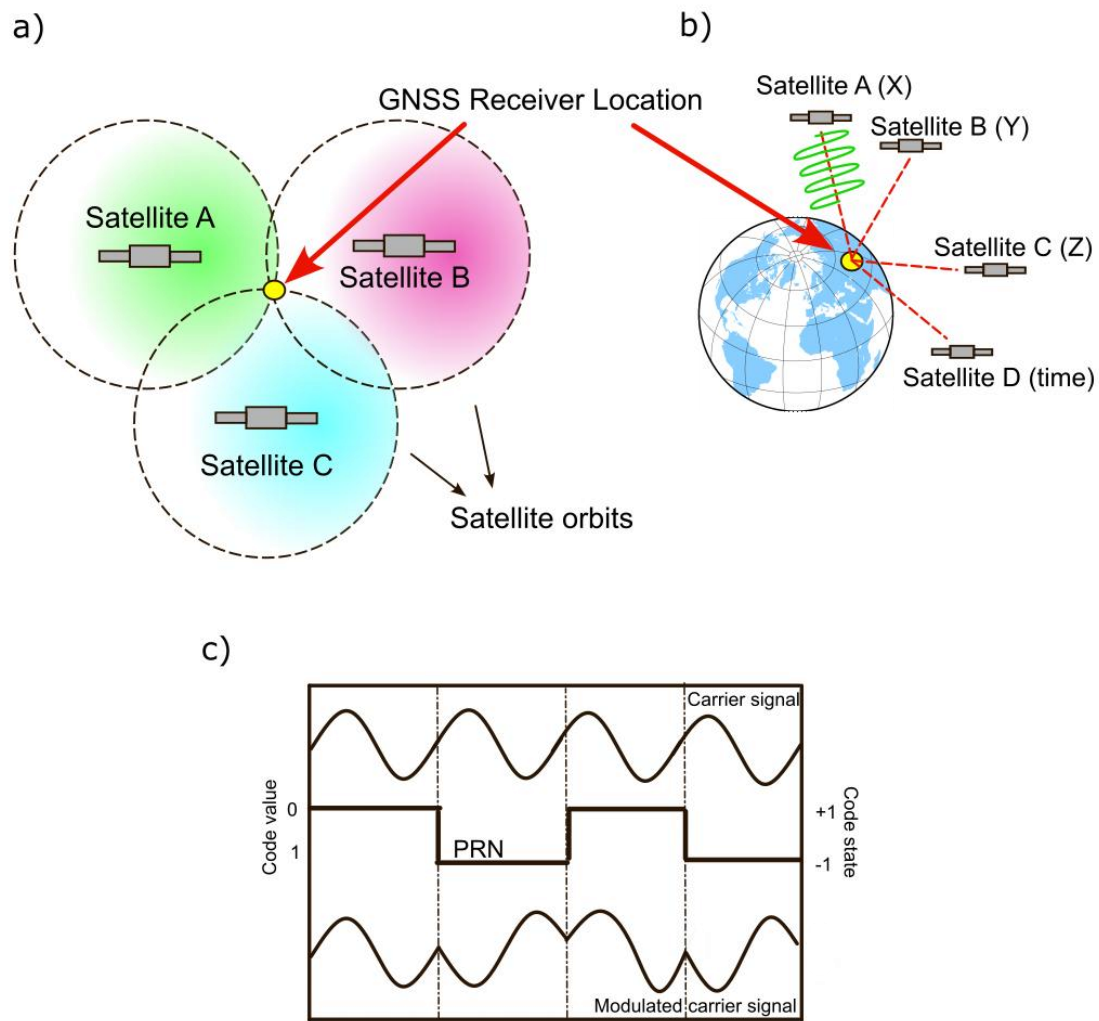 a)
b)
GNSS Receiver Location
Satellite A (X)
Satellite B (Y)
Satellite A
Satellite B
Satellite C (Z)
Satellite D (time)
Satellite C
Satellite orbits
c)
Carrier signal
Code value
0
1
PRN
+1
-1
Code state
Modulated carrier signal